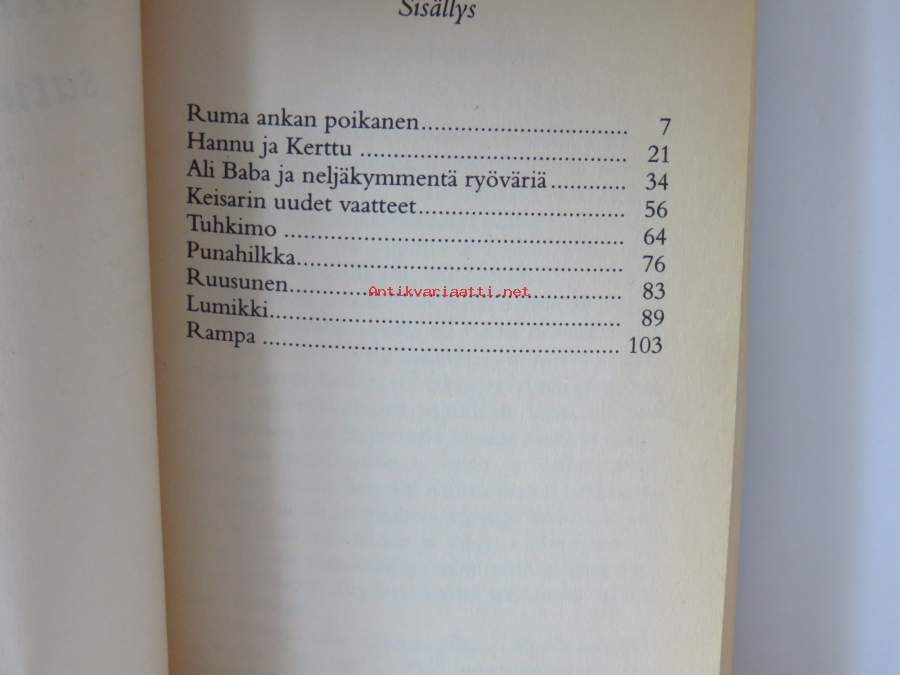 Sisällys
Ruma ankan poikanen................................ 7
Hannu ja Kerttu ......................................... 21
Ali Baba ja neljäkymmentä ryöväriä............ 34
Keisarin uudet vaatteet................................ 56
Tuhkimo .................................................... 64
Punahilkka.................................................. 76
Ruusunen.................................................... 83
Antikvariaatti.net
Lumikki...................................................... 89
Rampa ...................................................... 103